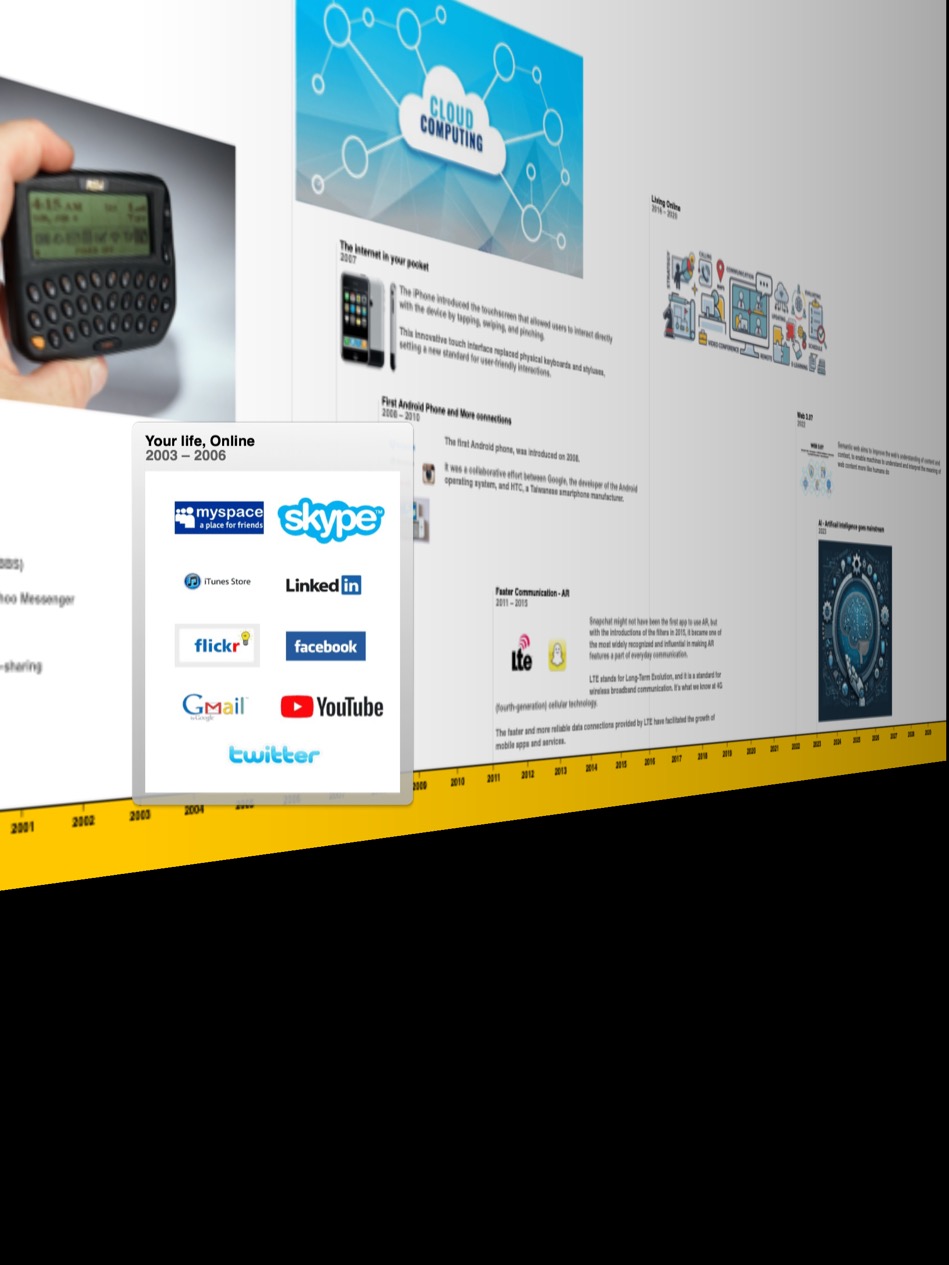 4:15 AM
CLOUD
COMPUTING
The internet in your pocket
2007
The iPhone introduced the touchscreen that allowed users to interact directly
with the device by tapping, swiping, and pinching.
This innovative touch interface replaced physical keyboards and styluses,
setting a new standard for user-friendly interactions.
First Android Phone and More connections
2008 – 2010
The first Android phone, was introduced on 2008.
It was a collaborative effort between Google, the developer of the Android
operating system, and HTC, a Taiwanese smartphone manufacturer.
Your life, Online
2003 – 2006
myspace
a place for friends
skype™
iTunes Store
Linked in
flickr
facebook
Gmail™
by Google
YouTube
twitter
Messenger
-sharing
Faster Communication - AR
2011 – 2015
Snapchat might not have been the first app to use AR, but
with the introductions of the filters in 2015, it became one of
the most widely recognized and influential in making AR
features a part of everyday communication.
Lte
LTE stands for Long-Term Evolution, and it is a standard for
wireless broadband communication. It's what we know at 4G
(fourth-generation) cellular technology.
The faster and more reliable data connections provided by LTE have facilitated the growth of
mobile apps and services.
Living Online
2016 – 2020
COMMUNICATION
VIDEO CONFERENCE
Web 3.0?
2022
Semantic web aims to improve the web's understanding of content and
context, to enable machines to understand and interpret the meaning of
web content more like humans do
AI - Artificial Intelligence goes mainstream
2023
2001 2002 2003 2004 2005 2009 2010 2011 2012 2013 2014 2015 2016 2017 2018 2019 2020 2021 2022 2023 2024 2025 2026 2027 2028 2029